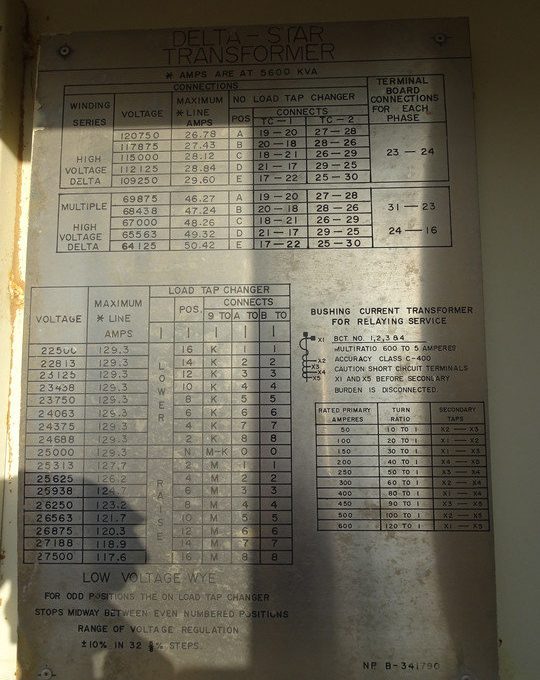 DELTA-STAR
TRANSFORMER
* AMPS ARE AT 5600 KVA
CONNECTIONS
WINDING SERIES | VOLTAGE | MAXIMUM * LINE AMPS | NO LOAD TAP CHANGER | TERMINAL BOARD CONNECTIONS FOR EACH PHASE
POS | CONNECTS TC-1 | TC-2
HIGH VOLTAGE DELTA
120750 26.78 A 19-20 27-28
117875 27.43 B 20-18 28-26
115000 28.12 C 18-21 26-29
112125 28.84 D 21-17 29-25
109250 29.60 E 17-22 25-30
23-24
MULTIPLE HIGH VOLTAGE DELTA
69875 46.27 A 19-20 27-28
68438 47.24 B 20-18 28-26
67000 48.26 C 18-21 26-29
65563 49.32 D 21-17 29-25
64125 50.42 E 17-22 25-30
31-23
24-16
VOLTAGE | MAXIMUM * LINE AMPS | LOAD TAP CHANGER
POS. | CONNECTS 9 TO | A TO | B TO
LOWER
129.3 16 K 1 1
22813 129.3 14 K 2 2
23125 129.3 12 K 3 3
23438 129.3 10 K 4 4
23750 129.3 8 K 5 5
24063 129.3 6 K 6 6
24375 129.3 4 K 7 7
24688 129.3 2 K 8 8
25000 129.3 N M-K 0 0
RAISE
25313 127.7 2 M 1 1
25625 126.2 4 M 2 2
25938 124.7 6 M 3 3
26250 123.2 8 M 4 4
26563 121.7 10 M 5 5
26875 120.3 12 M 6 6
27188 118.9 14 M 7 7
27500 117.6 16 M 8 8
LOW VOLTAGE WYE
FOR ODD POSITIONS THE ON LOAD TAP CHANGER
STOPS MIDWAY BETWEEN EVEN NUMBERED POSITIONS
RANGE OF VOLTAGE REGULATION
±10% IN 32 5/8% STEPS.
BUSHING CURRENT TRANSFORMER
FOR RELAYING SERVICE
X1
X2
X3
X4
X5
BCT NO. 1,2,3 & 4
MULTIRATIO 600 TO 5 AMPERES
ACCURACY CLASS C-400
CAUTION SHORT CIRCUIT TERMINALS
X1 AND X5 BEFORE SECONDARY
BURDEN IS DISCONNECTED.
RATED PRIMARY AMPERES | TURN RATIO | SECONDARY TAPS
50 10 TO 1 X2-X3
100 20 TO 1 X1-X2
150 30 TO 1 X1-X3
200 40 TO 1 X4-X5
250 50 TO 1 X3-X4
300 60 TO 1 X2-X4
400 80 TO 1 X1-X4
450 90 TO 1 X3-X5
500 100 TO 1 X2-X5
600 120 TO 1 X1-X5
NP B-341796